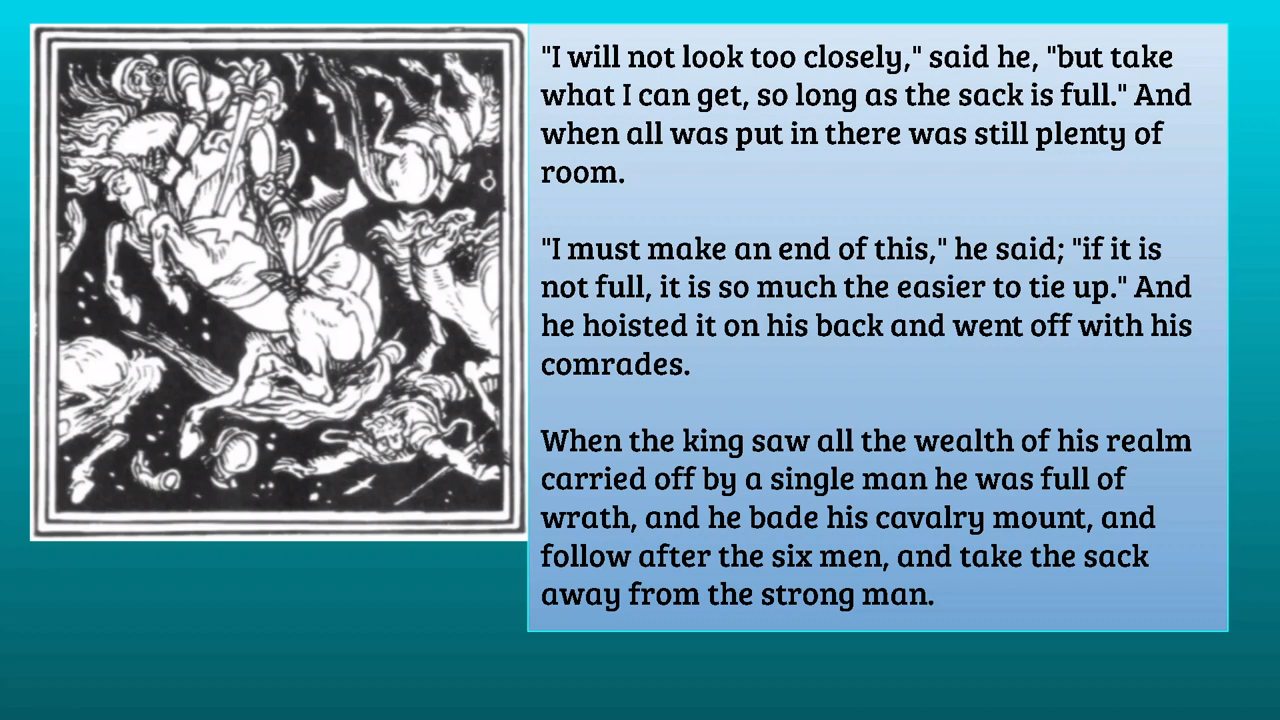 "I will not look too closely," said he, "but take
what I can get, so long as the sack is full." And
when all was put in there was still plenty of
room.
"I must make an end of this," he said; "if it is
not full, it is so much the easier to tie up." And
he hoisted it on his back and went off with his
comrades.
When the king saw all the wealth of his realm
carried off by a single man he was full of
wrath, and he bade his cavalry mount, and
follow after the six men, and take the sack
away from the strong man.